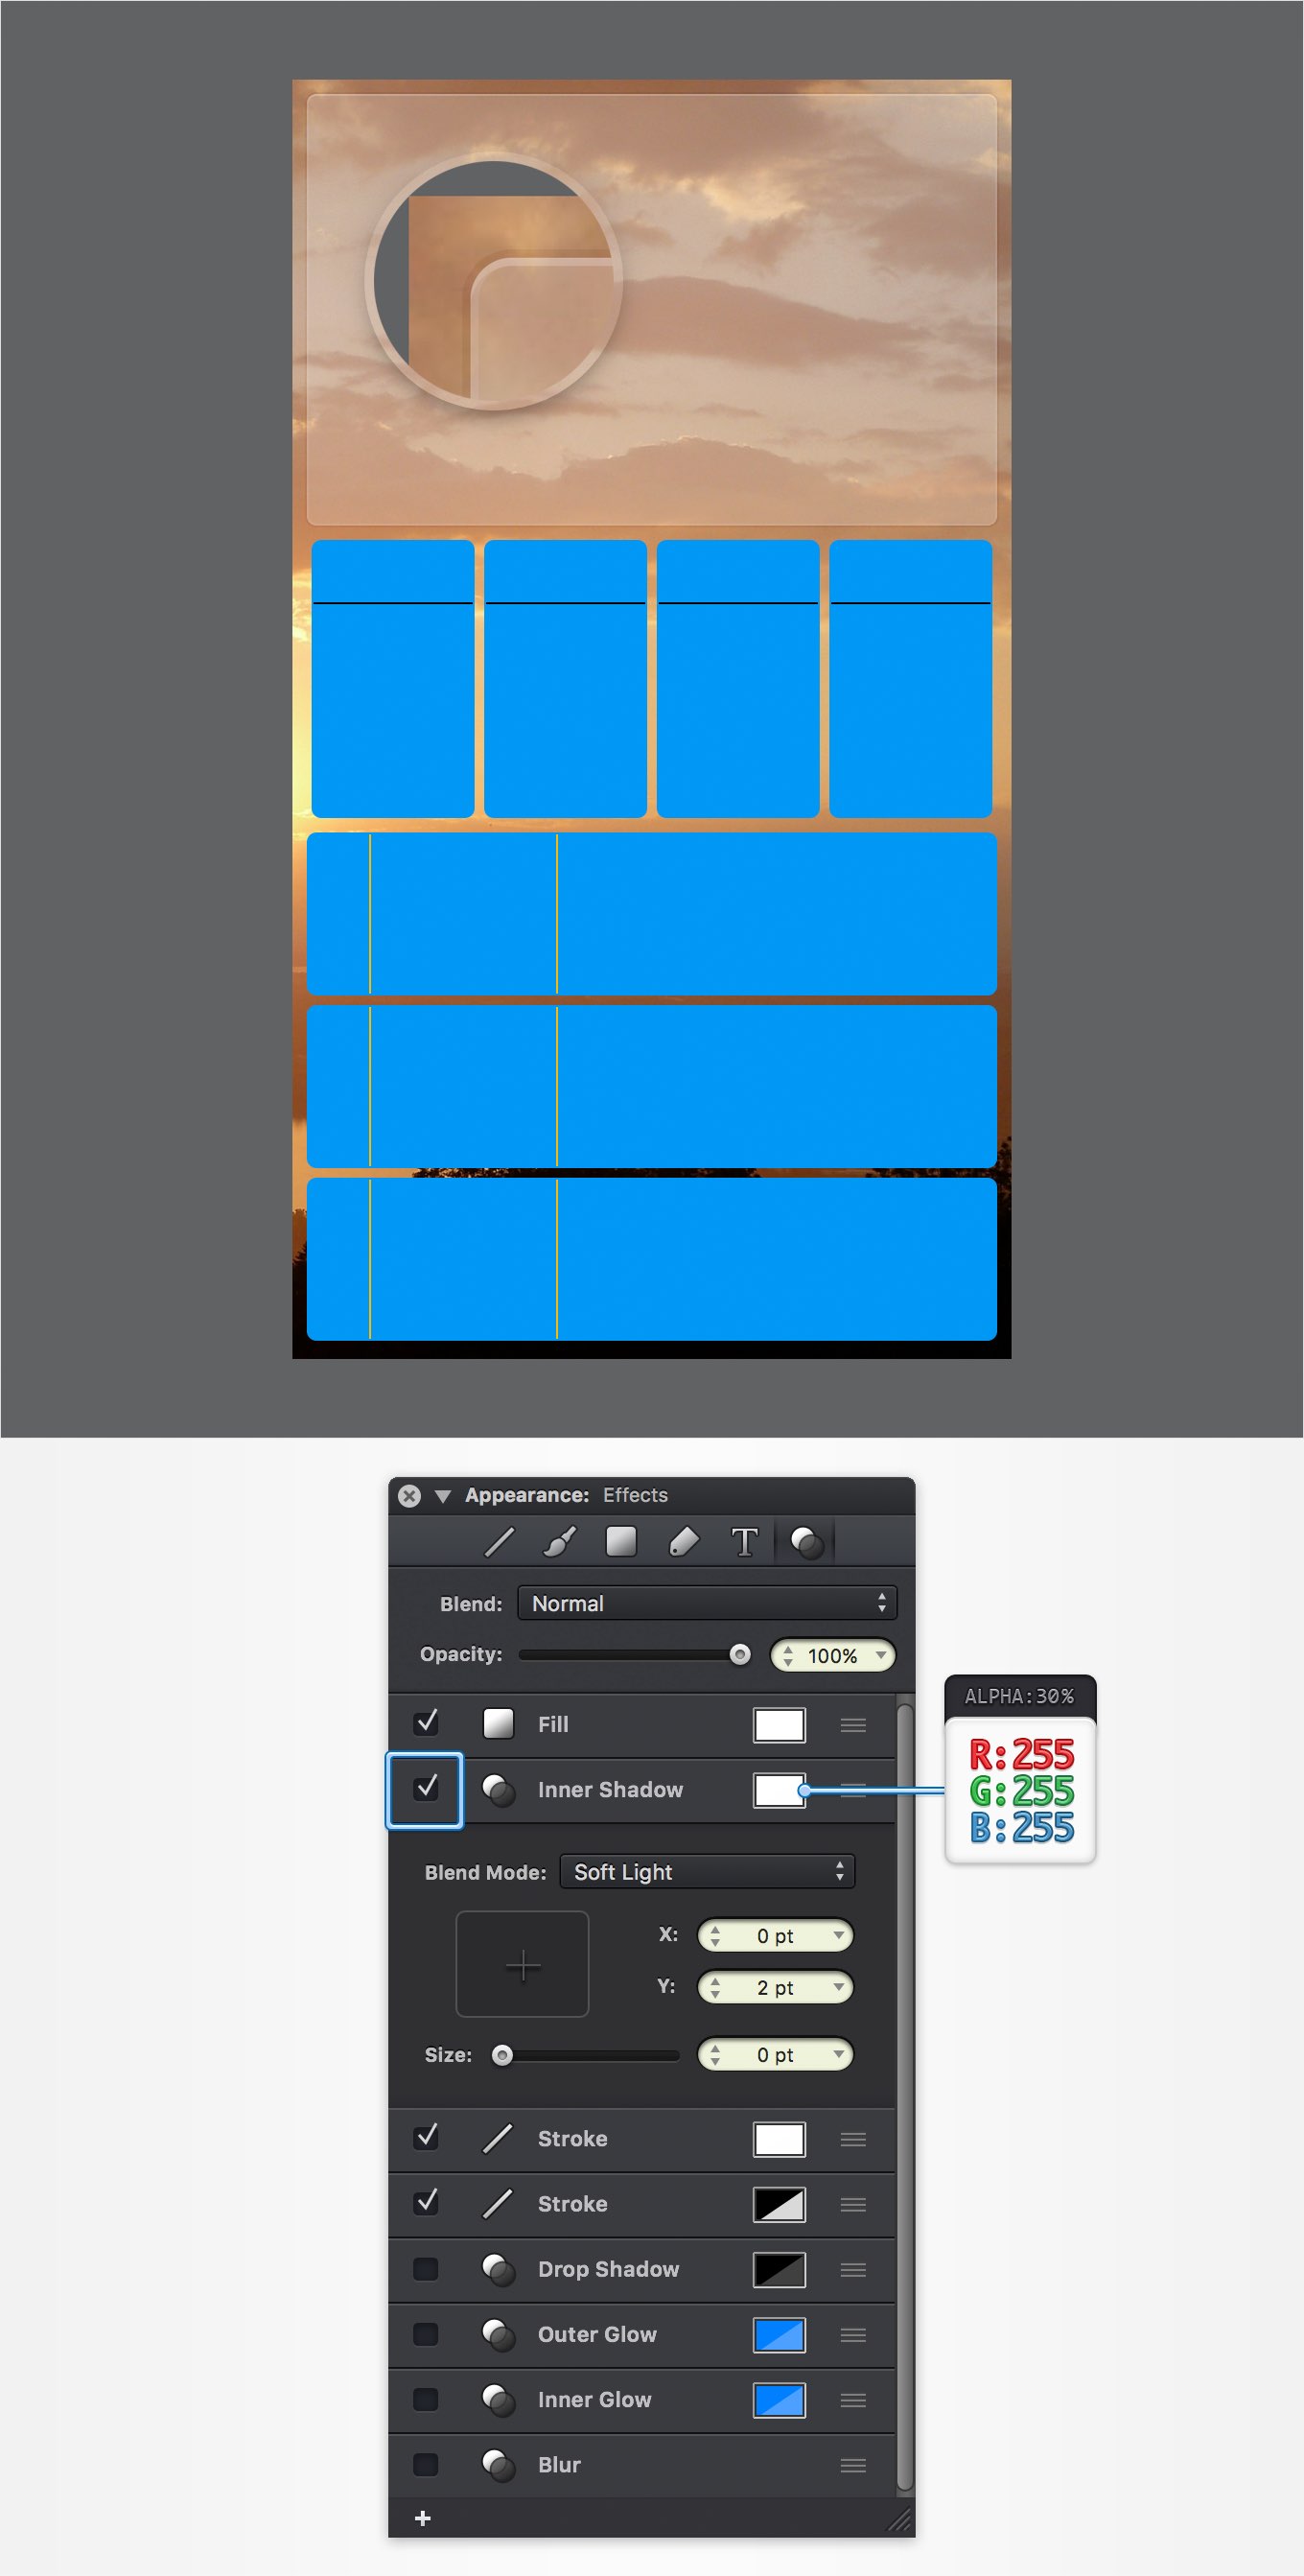 Appearance: Effects
T
Blend: Normal
Opacity: 100%
ALPHA:30%
R:255
G:255
B:255
Fill
Inner Shadow
Blend Mode: Soft Light
X: 0 pt
Y: 2 pt
Size: 0 pt
Stroke
Stroke
Drop Shadow
Outer Glow
Inner Glow
Blur